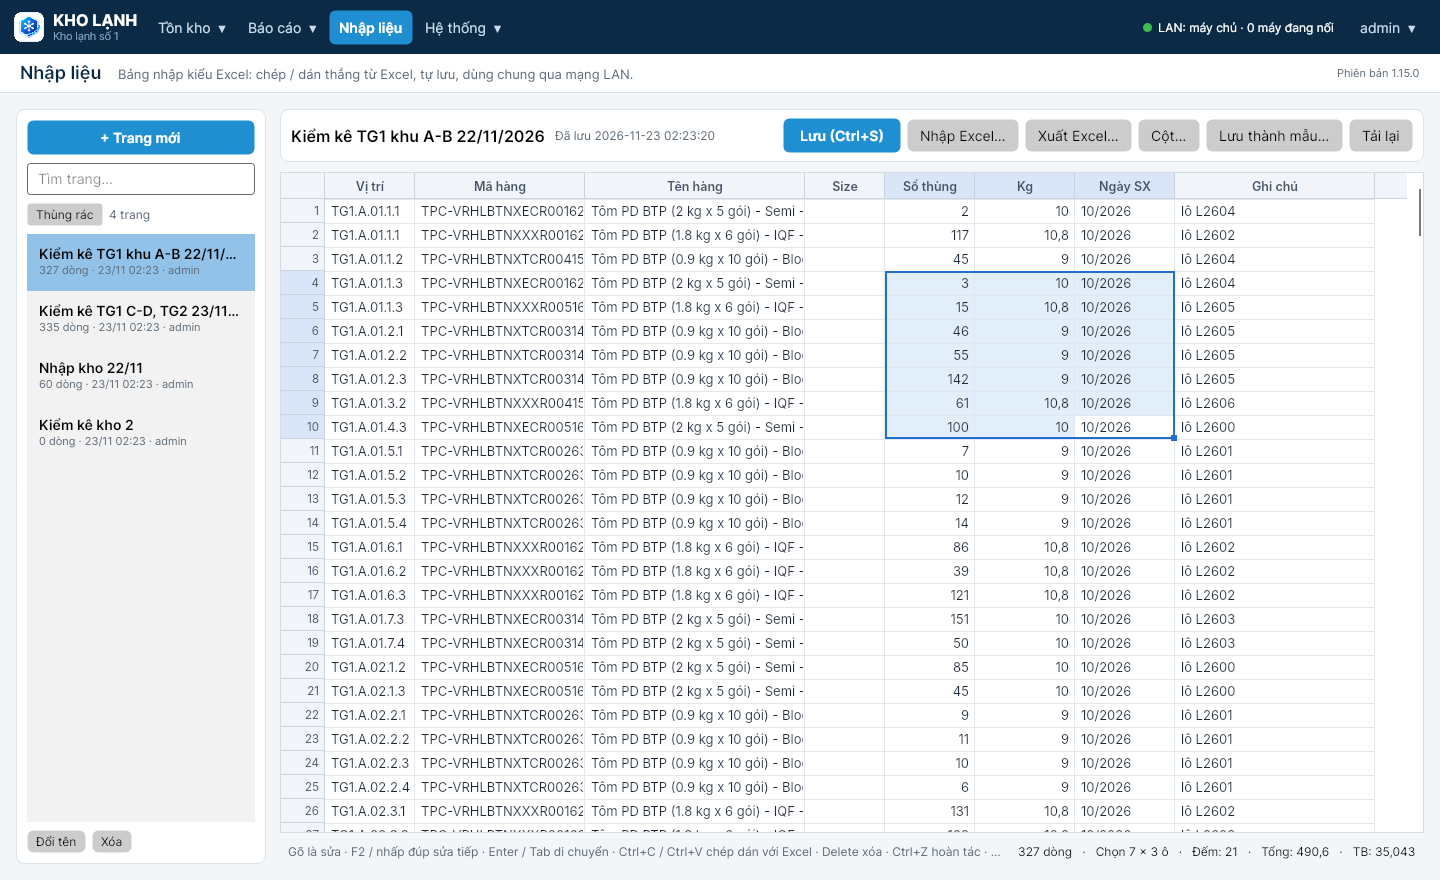 KHO LẠNH
Kho lạnh số 1
Tồn kho ▾ Báo cáo ▾ Nhập liệu Hệ thống ▾
LAN: máy chủ · 0 máy đang nối admin ▾
Nhập liệu Bảng nhập kiểu Excel: chép / dán thẳng từ Excel, tự lưu, dùng chung qua mạng LAN. Phiên bản 1.15.0
+ Trang mới
Tìm trang...
Thùng rác 4 trang
Kiểm kê TG1 khu A-B 22/11/...
327 dòng · 23/11 02:23 · admin
Kiểm kê TG1 C-D, TG2 23/11...
335 dòng · 23/11 02:23 · admin
Nhập kho 22/11
60 dòng · 23/11 02:23 · admin
Kiểm kê kho 2
0 dòng · 23/11 02:23 · admin
Đổi tên Xóa
Kiểm kê TG1 khu A-B 22/11/2026 Đã lưu 2026-11-23 02:23:20 Lưu (Ctrl+S) Nhập Excel... Xuất Excel... Cột... Lưu thành mẫu... Tải lại
Vị trí Mã hàng Tên hàng Size Số thùng Kg Ngày SX Ghi chú
1 TG1.A.01.1.1 TPC-VRHLBTNXECR00162 Tôm PD BTP (2 kg x 5 gói) - Semi - 2 10 10/2026 lô L2604
2 TG1.A.01.1.1 TPC-VRHLBTNXXXR00162 Tôm PD BTP (1.8 kg x 6 gói) - IQF - 117 10,8 10/2026 lô L2602
3 TG1.A.01.1.2 TPC-VRHLBTNXTCR00415 Tôm PD BTP (0.9 kg x 10 gói) - Blo 45 9 10/2026 lô L2604
4 TG1.A.01.1.3 TPC-VRHLBTNXECR00162 Tôm PD BTP (2 kg x 5 gói) - Semi - 3 10 10/2026 lô L2604
5 TG1.A.01.1.3 TPC-VRHLBTNXXXR00516 Tôm PD BTP (1.8 kg x 6 gói) - IQF - 15 10,8 10/2026 lô L2605
6 TG1.A.01.2.1 TPC-VRHLBTNXTCR00314 Tôm PD BTP (0.9 kg x 10 gói) - Blo 46 9 10/2026 lô L2605
7 TG1.A.01.2.2 TPC-VRHLBTNXTCR00314 Tôm PD BTP (0.9 kg x 10 gói) - Blo 55 9 10/2026 lô L2605
8 TG1.A.01.2.3 TPC-VRHLBTNXTCR00314 Tôm PD BTP (0.9 kg x 10 gói) - Blo 142 9 10/2026 lô L2605
9 TG1.A.01.3.2 TPC-VRHLBTNXXXR00415 Tôm PD BTP (1.8 kg x 6 gói) - IQF - 61 10,8 10/2026 lô L2606
10 TG1.A.01.4.3 TPC-VRHLBTNXECR00516 Tôm PD BTP (2 kg x 5 gói) - Semi - 100 10 10/2026 lô L2600
11 TG1.A.01.5.1 TPC-VRHLBTNXTCR00263 Tôm PD BTP (0.9 kg x 10 gói) - Blo 7 9 10/2026 lô L2601
12 TG1.A.01.5.2 TPC-VRHLBTNXTCR00263 Tôm PD BTP (0.9 kg x 10 gói) - Blo 10 9 10/2026 lô L2601
13 TG1.A.01.5.3 TPC-VRHLBTNXTCR00263 Tôm PD BTP (0.9 kg x 10 gói) - Blo 12 9 10/2026 lô L2601
14 TG1.A.01.5.4 TPC-VRHLBTNXTCR00263 Tôm PD BTP (0.9 kg x 10 gói) - Blo 14 9 10/2026 lô L2601
15 TG1.A.01.6.1 TPC-VRHLBTNXXXR00162 Tôm PD BTP (1.8 kg x 6 gói) - IQF - 86 10,8 10/2026 lô L2602
16 TG1.A.01.6.2 TPC-VRHLBTNXXXR00162 Tôm PD BTP (1.8 kg x 6 gói) - IQF - 39 10,8 10/2026 lô L2602
17 TG1.A.01.6.3 TPC-VRHLBTNXXXR00162 Tôm PD BTP (1.8 kg x 6 gói) - IQF - 121 10,8 10/2026 lô L2602
18 TG1.A.01.7.3 TPC-VRHLBTNXECR00314 Tôm PD BTP (2 kg x 5 gói) - Semi - 151 10 10/2026 lô L2603
19 TG1.A.01.7.4 TPC-VRHLBTNXECR00314 Tôm PD BTP (2 kg x 5 gói) - Semi - 50 10 10/2026 lô L2603
20 TG1.A.02.1.2 TPC-VRHLBTNXECR00516 Tôm PD BTP (2 kg x 5 gói) - Semi - 85 10 10/2026 lô L2600
21 TG1.A.02.1.3 TPC-VRHLBTNXECR00516 Tôm PD BTP (2 kg x 5 gói) - Semi - 45 10 10/2026 lô L2600
22 TG1.A.02.2.1 TPC-VRHLBTNXTCR00263 Tôm PD BTP (0.9 kg x 10 gói) - Blo 9 9 10/2026 lô L2601
23 TG1.A.02.2.2 TPC-VRHLBTNXTCR00263 Tôm PD BTP (0.9 kg x 10 gói) - Blo 11 9 10/2026 lô L2601
24 TG1.A.02.2.3 TPC-VRHLBTNXTCR00263 Tôm PD BTP (0.9 kg x 10 gói) - Blo 10 9 10/2026 lô L2601
25 TG1.A.02.2.4 TPC-VRHLBTNXTCR00263 Tôm PD BTP (0.9 kg x 10 gói) - Blo 6 9 10/2026 lô L2601
26 TG1.A.02.3.1 TPC-VRHLBTNXXXR00162 Tôm PD BTP (1.8 kg x 6 gói) - IQF - 131 10,8 10/2026 lô L2602
Gõ là sửa · F2 / nhấp đúp sửa tiếp · Enter / Tab di chuyển · Ctrl+C / Ctrl+V chép dán với Excel · Delete xóa · Ctrl+Z hoàn tác · ... 327 dòng · Chọn 7 × 3 ô · Đếm: 21 · Tổng: 490,6 · TB: 35,043